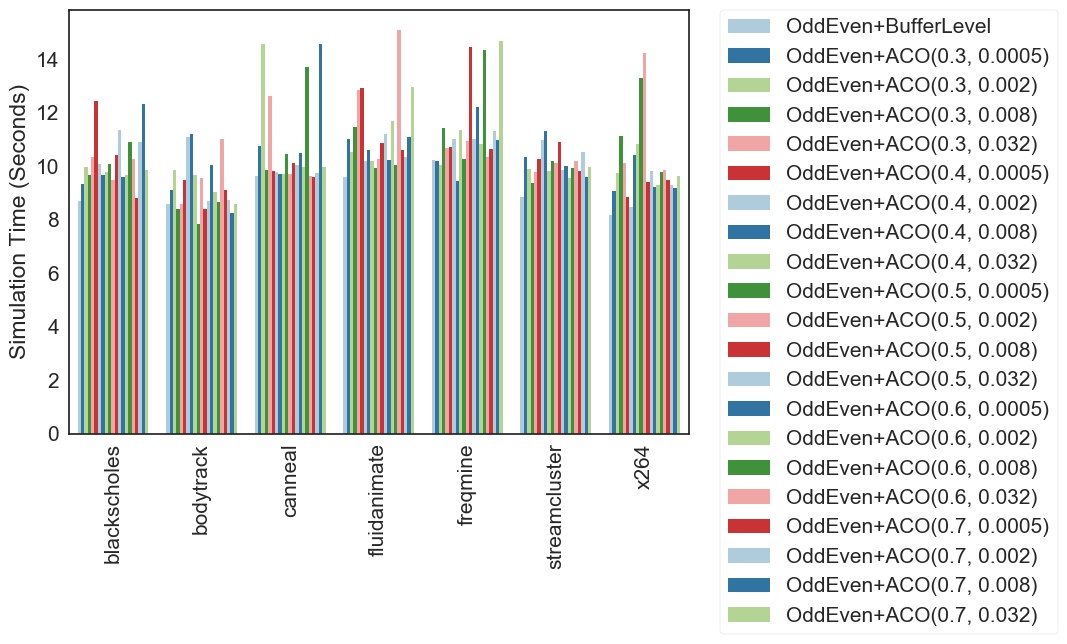 Simulation Time (Seconds)
14
12
10
8
6
4
2
0
blackscholes
bodytrack
canneal
fluidanimate
freqmine
streamcluster
x264
OddEven+BufferLevel
OddEven+ACO(0.3, 0.0005)
OddEven+ACO(0.3, 0.002)
OddEven+ACO(0.3, 0.008)
OddEven+ACO(0.3, 0.032)
OddEven+ACO(0.4, 0.0005)
OddEven+ACO(0.4, 0.002)
OddEven+ACO(0.4, 0.008)
OddEven+ACO(0.4, 0.032)
OddEven+ACO(0.5, 0.0005)
OddEven+ACO(0.5, 0.002)
OddEven+ACO(0.5, 0.008)
OddEven+ACO(0.5, 0.032)
OddEven+ACO(0.6, 0.0005)
OddEven+ACO(0.6, 0.002)
OddEven+ACO(0.6, 0.008)
OddEven+ACO(0.6, 0.032)
OddEven+ACO(0.7, 0.0005)
OddEven+ACO(0.7, 0.002)
OddEven+ACO(0.7, 0.008)
OddEven+ACO(0.7, 0.032)